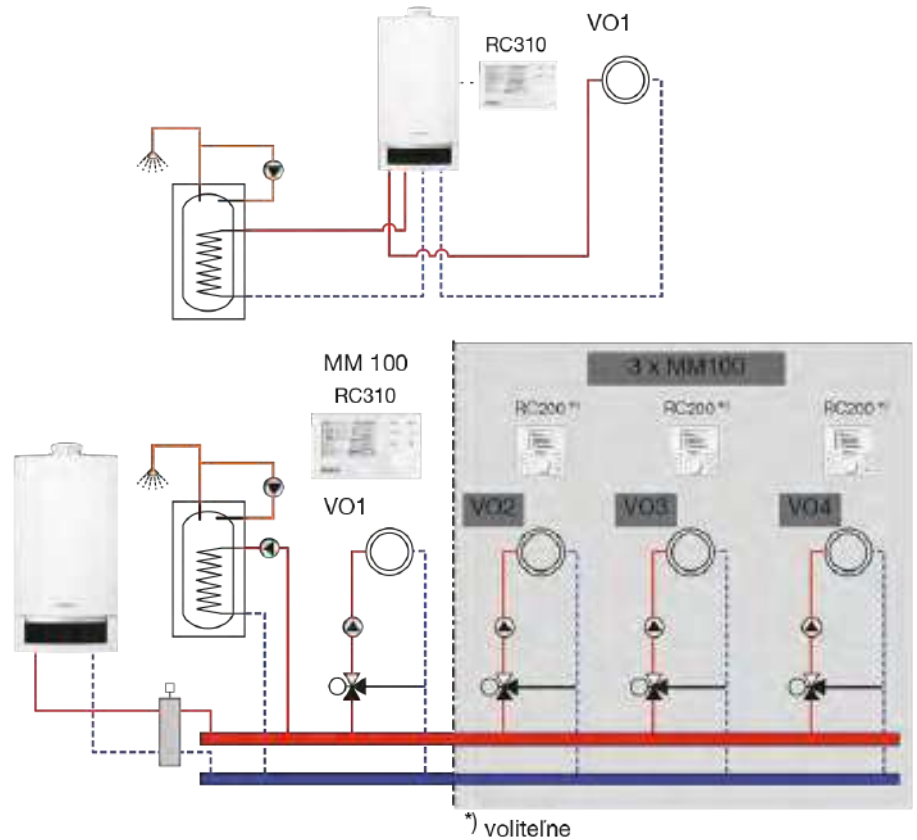 VO1
RC310
MM 100
RC310
VO1
3 x MM100
RC200 *)
RC200 *)
RC200 *)
VO2
VO3
VO4
*) voliteľne